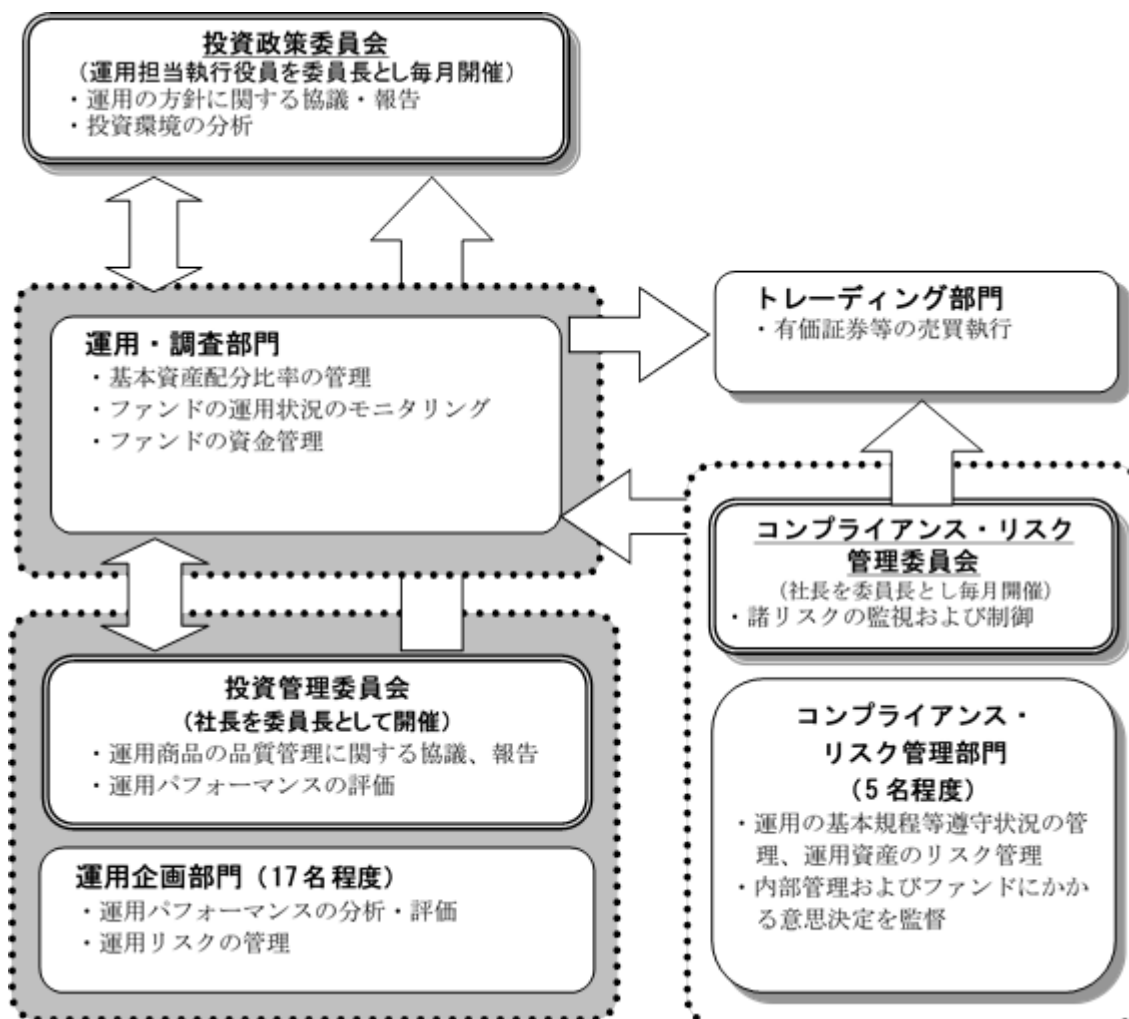 投資政策委員会
(運用担当執行役員を委員長とし毎月開催)
・運用の方針に関する協議・報告
・投資環境の分析
運用・調査部門
・基本資産配分比率の管理
・ファンドの運用状況のモニタリング
・ファンドの資金管理
トレーディング部門
・有価証券等の売買執行
投資管理委員会
(社長を委員長として開催)
・運用商品の品質管理に関する協議、報告
・運用パフォーマンスの評価
運用企画部門(17名程度)
・運用パフォーマンスの分析・評価
・運用リスクの管理
コンプライアンス・リスク
管理委員会
(社長を委員長とし毎月開催)
・諸リスクの監視および制御
コンプライアンス・
リスク管理部門
(5名程度)
・運用の基本規程等遵守状況の管
理、運用資産のリスク管理
・内部管理およびファンドにかか
る意思決定を監督